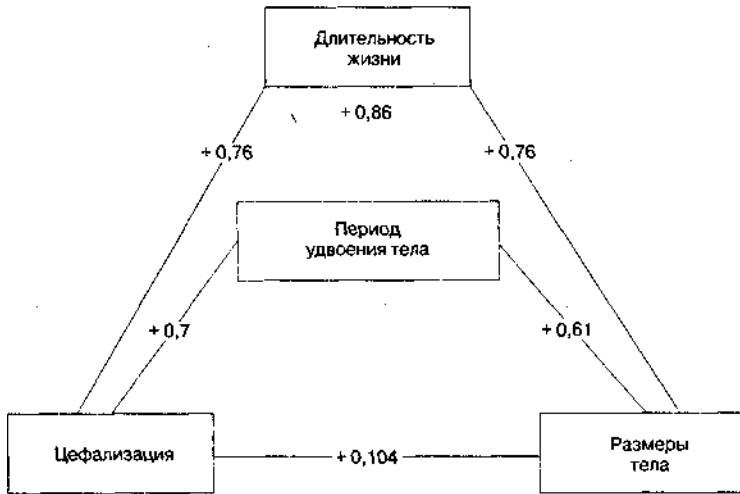 Длительность
жизни
+ 0,86
+ 0,76
+ 0,76
Период
удвоения тела
+ 0,7
+ 0,61
Цефализация
+ 0,104
Размеры
тела